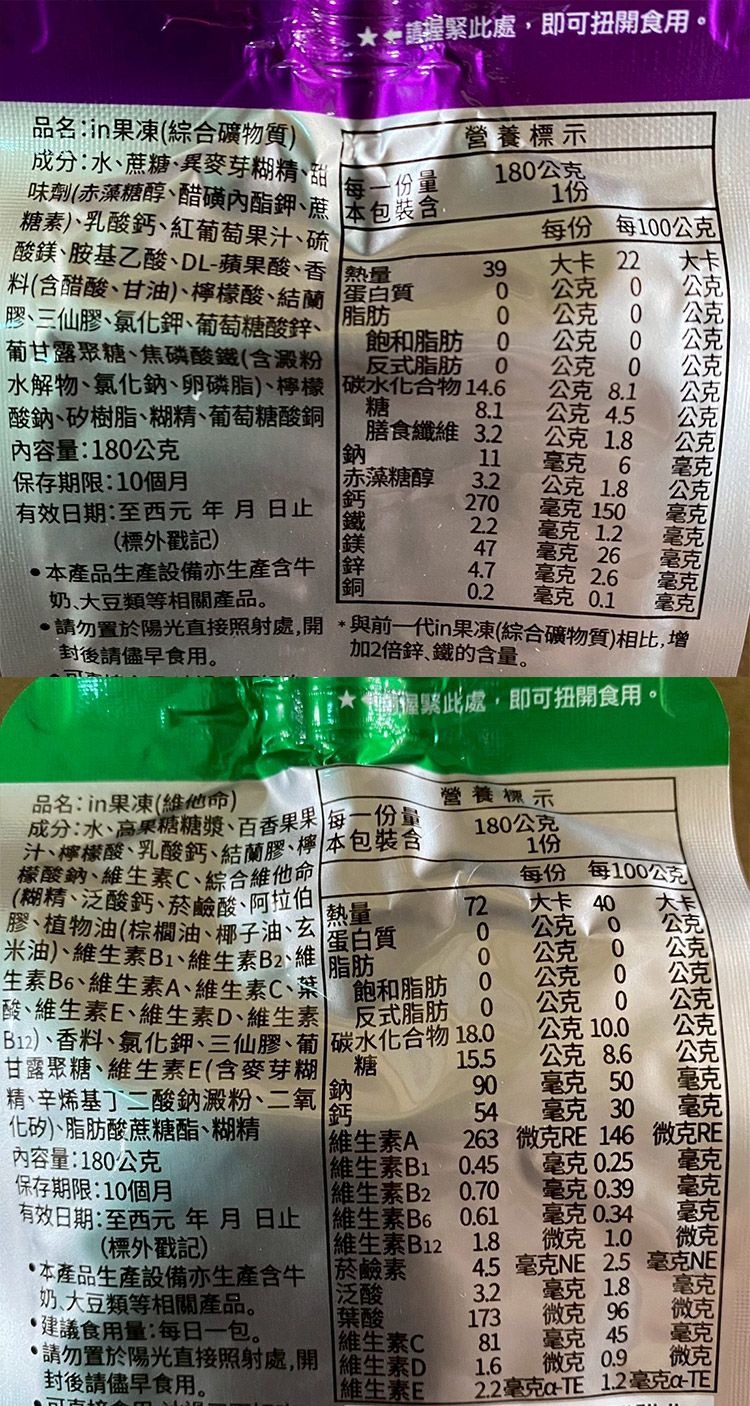 ★←請握緊此處，即可扭開食用。
品名:in果凍(綜合礦物質)
成分:水、蔗糖、異麥芽糊精、甜
味劑(赤藻糖醇、醋磺內酯鉀、蔗
糖素)、乳酸鈣、紅葡萄果汁、硫
酸鎂、胺基乙酸、DL-蘋果酸、香
料(含醋酸、甘油)、檸檬酸、結蘭
膠、三仙膠、氯化鉀、葡萄糖酸鋅、
葡甘露聚糖、焦磷酸鐵(含澱粉
水解物、氯化鈉、卵磷脂)、檸檬
酸鈉、矽樹脂、糊精、葡萄糖酸銅
內容量:180公克
保存期限:10個月
有效日期:至西元 年 月 日止
(標外戳記)
•本產品生產設備亦生產含牛
奶、大豆類等相關產品。
•請勿置於陽光直接照射處,開
封後請儘早食用。
營養標示
每一份量 180公克
本包裝含 1份
每份 每100公克
熱量 39 大卡 22 大卡
蛋白質 0 公克 0 公克
脂肪 0 公克 0 公克
飽和脂肪 0 公克 0 公克
反式脂肪 0 公克 0 公克
碳水化合物 14.6 公克 8.1 公克
糖 8.1 公克 4.5 公克
膳食纖維 3.2 公克 1.8 公克
鈉 11 毫克 6 毫克
赤藻糖醇 3.2 公克 1.8 公克
鈣 270 毫克 150 毫克
鐵 2.2 毫克 1.2 毫克
鎂 47 毫克 26 毫克
鋅 4.7 毫克 2.6 毫克
銅 0.2 毫克 0.1 毫克
*與前一代in果凍(綜合礦物質)相比,增
加2倍鋅、鐵的含量。
★握緊此處，即可扭開食用。
品名:in果凍(維他命)
成分:水、高果糖糖漿、百香果果
汁、檸檬酸、乳酸鈣、結蘭膠、檸
檬酸鈉、維生素C、綜合維他命
(糊精、泛酸鈣、菸鹼酸、阿拉伯
膠、植物油(棕櫚油、椰子油、玄
米油)、維生素B1、維生素B2、維
生素B6、維生素A、維生素C、葉
酸、維生素E、維生素D、維生素
B12)、香料、氯化鉀、三仙膠、葡
甘露聚糖、維生素E(含麥芽糊
精、辛烯基丁二酸鈉澱粉、二氧
化矽)、脂肪酸蔗糖酯、糊精
內容量:180公克
保存期限:10個月
有效日期:至西元 年 月 日止
(標外戳記)
•本產品生產設備亦生產含牛
奶、大豆類等相關產品。
•建議食用量:每日一包。
•請勿置於陽光直接照射處,開
封後請儘早食用。
營養標示
每一份量 180公克
本包裝含 1份
每份 每100公克
熱量 72 大卡 40 大卡
蛋白質 0 公克 0 公克
脂肪 0 公克 0 公克
飽和脂肪 0 公克 0 公克
反式脂肪 0 公克 0 公克
碳水化合物 18.0 公克 10.0 公克
糖 15.5 公克 8.6 公克
鈉 90 毫克 50 毫克
鈣 54 毫克 30 毫克
維生素A 263 微克RE 146 微克RE
維生素B1 0.45 毫克 0.25 毫克
維生素B2 0.70 毫克 0.39 毫克
維生素B6 0.61 毫克 0.34 毫克
維生素B12 1.8 微克 1.0 微克
菸鹼素 4.5 毫克NE 2.5 毫克NE
泛酸 3.2 毫克 1.8 毫克
葉酸 173 微克 96 微克
維生素C 81 毫克 45 毫克
維生素D 1.6 微克 0.9 微克
維生素E 2.2 毫克α-TE 1.2 毫克α-TE